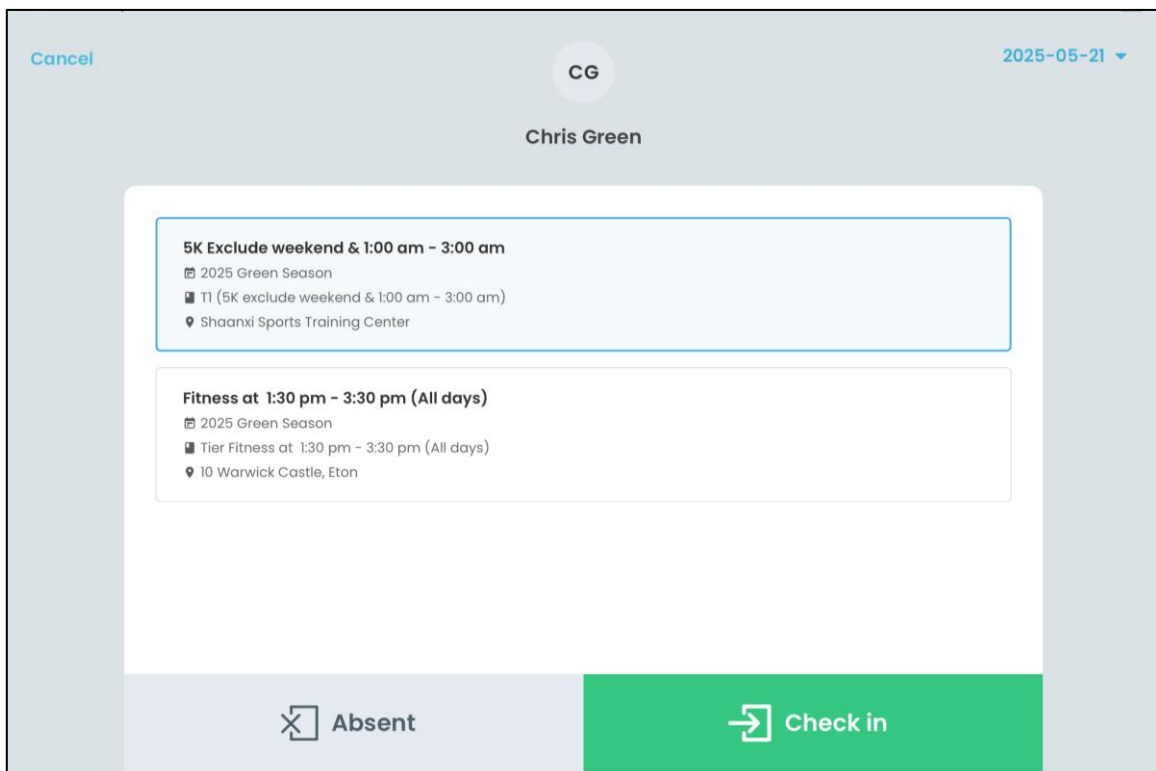 Cancel
CG
2025-05-21
Chris Green
5K Exclude weekend & 1:00 am - 3:00 am
2025 Green Season
T1 (5K exclude weekend & 1:00 am - 3:00 am)
Shaanxi Sports Training Center
Fitness at 1:30 pm - 3:30 pm (All days)
2025 Green Season
Tier Fitness at 1:30 pm - 3:30 pm (All days)
10 Warwick Castle, Eton
Absent
Check in